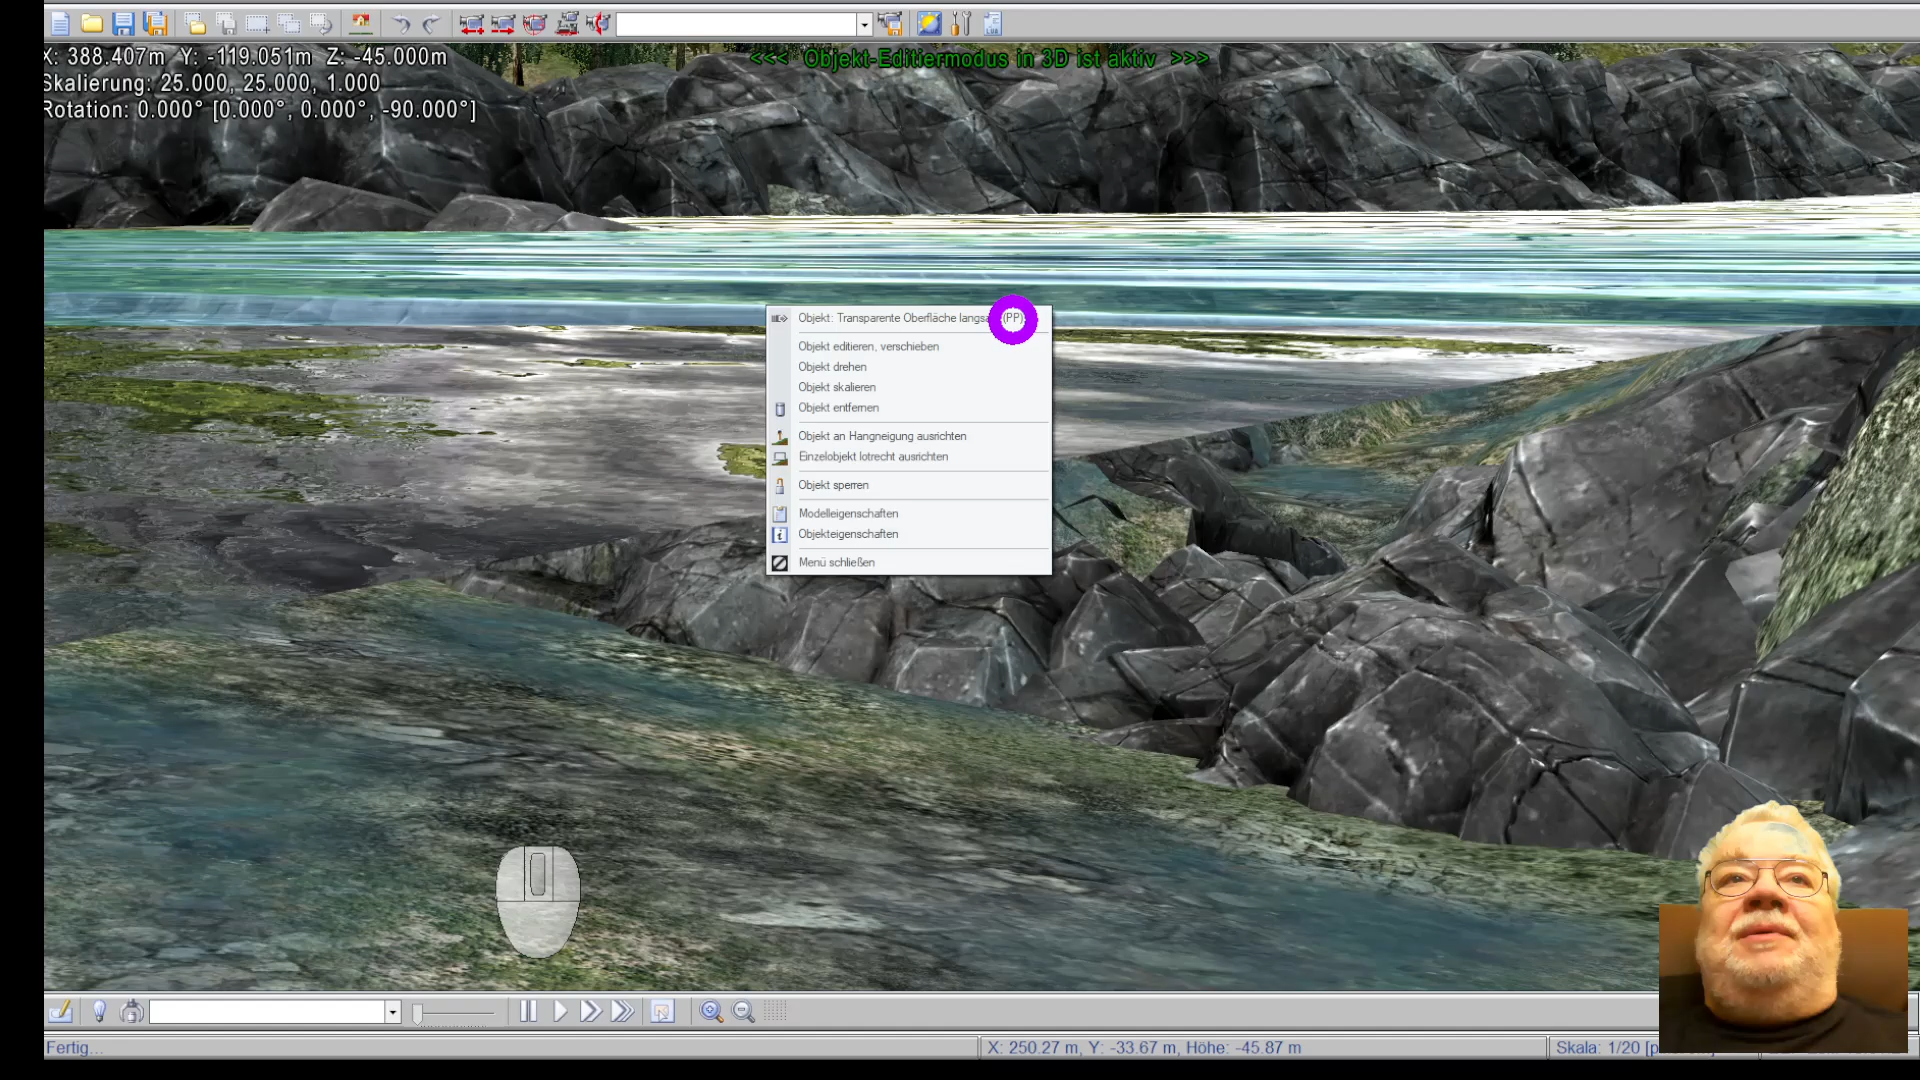 X: 388.407m Y: -119.051m Z: -45.000m
Skalierung: 25.000, 25.000, 1.000
Rotation: 0.000° [0.000°, 0.000°, -90.000°]
<<< Objekt-Editiermodus in 3D ist aktiv >>>
Objekt: Transparente Oberfläche (PP)
Objekt editieren, verschieben
Objekt drehen
Objekt skalieren
Objekt entfernen
Objekt an Hangneigung ausrichten
Einzelobjekt lotrecht ausrichten
Objekt sperren
Modelleigenschaften
Objekteigenschaften
Menü schließen
Fertig...
X: 250.27 m, Y: -33.67 m, Höhe: -45.87 m
Skala: 1/20